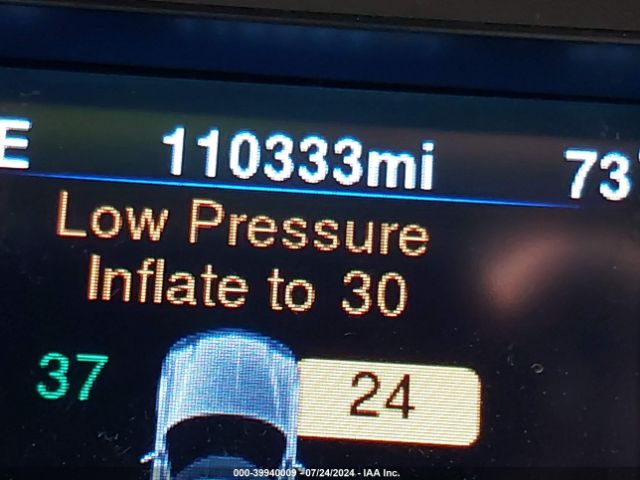 E 110333mi 73°
Low Pressure
Inflate to 30
37 24
000-39940009 - 07/24/2024 - IAA Inc.